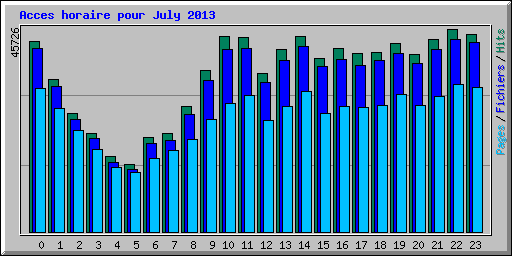 Acces horaire pour July 2013
45726
Pages / Fichiers / Hits
0 1 2 3 4 5 6 7 8 9 10 11 12 13 14 15 16 17 18 19 20 21 22 23